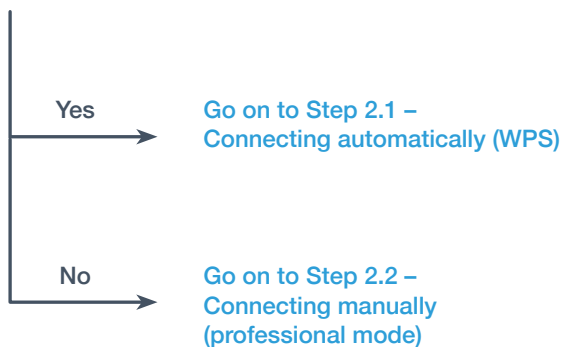 Yes
Go on to Step 2.1 –
Connecting automatically (WPS)
No
Go on to Step 2.2 –
Connecting manually
(professional mode)